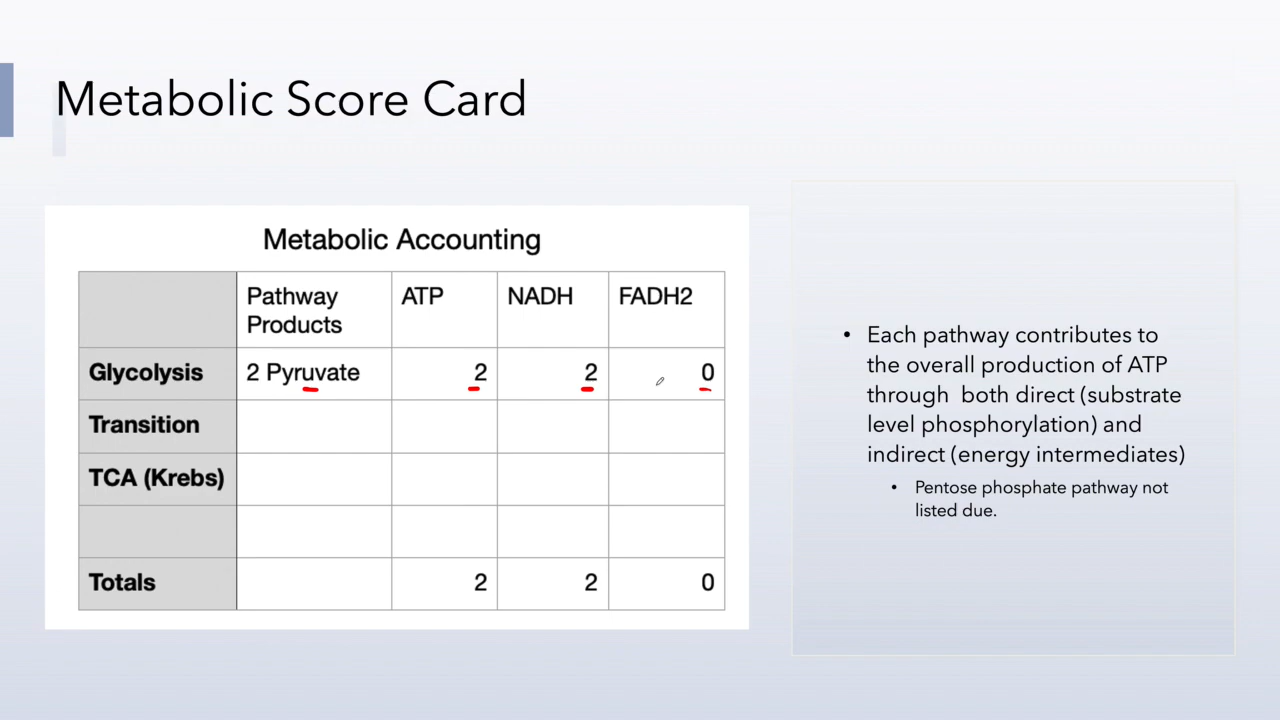 Metabolic Score Card
Metabolic Accounting
Pathway Products ATP NADH FADH2
Glycolysis 2 Pyruvate 2 2 0
Transition
TCA (Krebs)
Totals 2 2 0
• Each pathway contributes to
the overall production of ATP
through both direct (substrate
level phosphorylation) and
indirect (energy intermediates)
• Pentose phosphate pathway not
listed due.